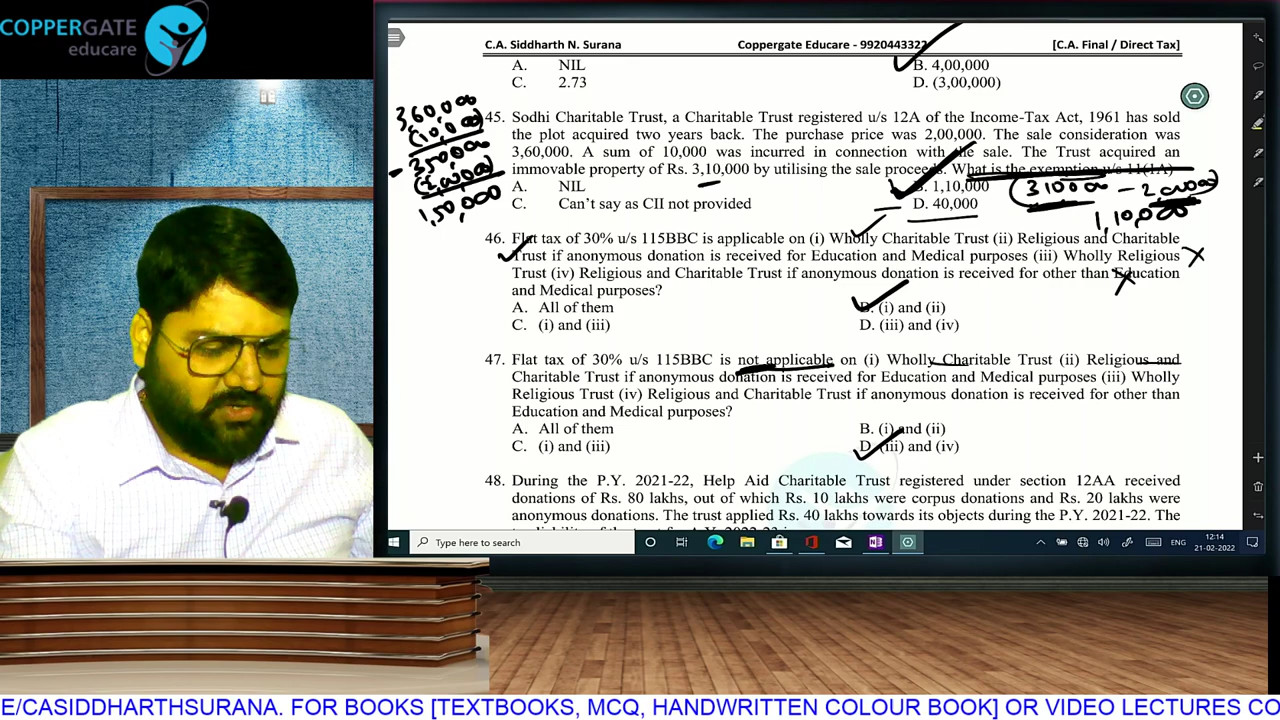 COPPERGATE
educare
C.A. Siddharth N. Surana Coppergate Educare - 9920443322 [C.A. Final / Direct Tax]
A. NIL B. 4,00,000
C. 2.73 D. (3,00,000)
45. Sodhi Charitable Trust, a Charitable Trust registered u/s 12A of the Income-Tax Act, 1961 has sold
the plot acquired two years back. The purchase price was 2,00,000. The sale consideration was
3,60,000. A sum of 10,000 was incurred in connection with the sale. The Trust acquired an
immovable property of Rs. 3,10,000 by utilising the sale proceeds. What is the exemption u/s 11(1A)
A. NIL B. 1,10,000
C. Can't say as CII not provided D. 40,000
3,60,000
(10,000)
3,50,000
(2,00,000)
1,50,000
(310000 - 200000)
1,10,000
46. Flat tax of 30% u/s 115BBC is applicable on (i) Wholly Charitable Trust (ii) Religious and Charitable
Trust if anonymous donation is received for Education and Medical purposes (iii) Wholly Religious
Trust (iv) Religious and Charitable Trust if anonymous donation is received for other than Education
and Medical purposes?
A. All of them B. (i) and (ii)
C. (i) and (iii) D. (iii) and (iv)
47. Flat tax of 30% u/s 115BBC is not applicable on (i) Wholly Charitable Trust (ii) Religious and
Charitable Trust if anonymous donation is received for Education and Medical purposes (iii) Wholly
Religious Trust (iv) Religious and Charitable Trust if anonymous donation is received for other than
Education and Medical purposes?
A. All of them B. (i) and (ii)
C. (i) and (iii) D. (iii) and (iv)
48. During the P.Y. 2021-22, Help Aid Charitable Trust registered under section 12AA received
donations of Rs. 80 lakhs, out of which Rs. 10 lakhs were corpus donations and Rs. 20 lakhs were
anonymous donations. The trust applied Rs. 40 lakhs towards its objects during the P.Y. 2021-22. The
Type here to search
ENG
12:14
21-02-2022
E/CASIDDHARTHSURANA. FOR BOOKS [TEXTBOOKS, MCQ, HANDWRITTEN COLOUR BOOK] OR VIDEO LECTURES CO